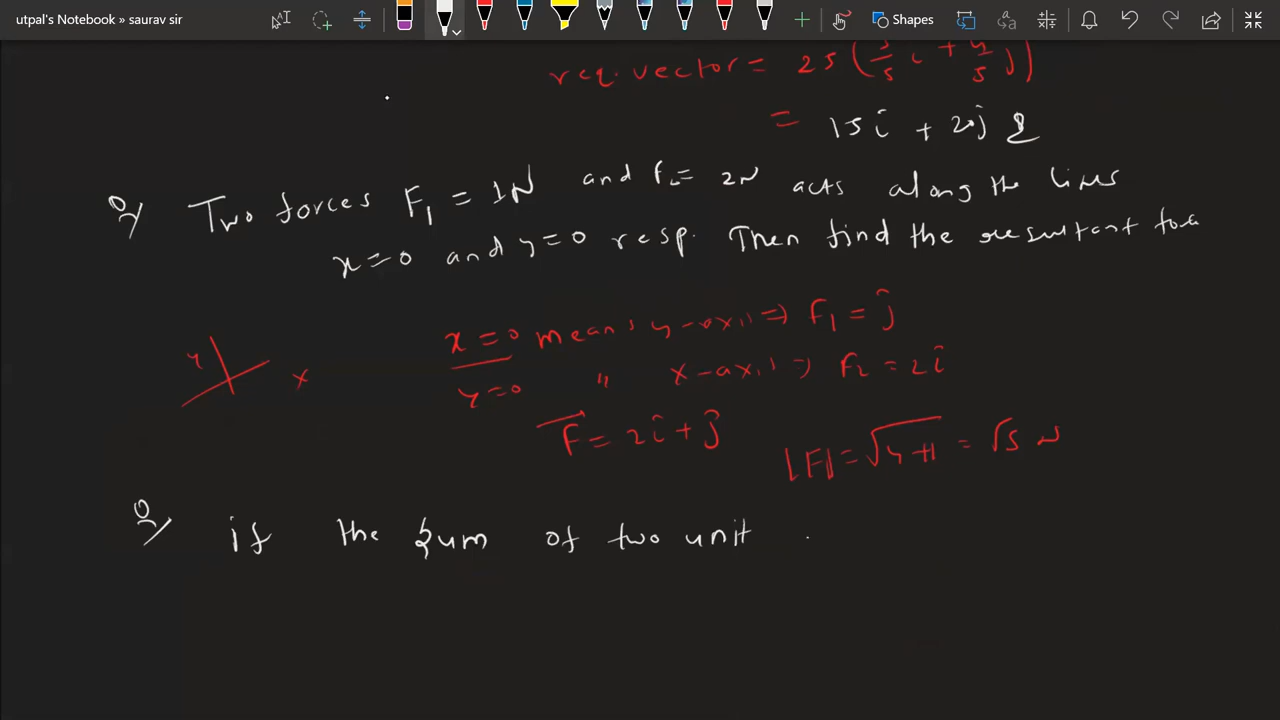 utpal's Notebook » saurav sir
Shapes
req. vector = 25 (3/5 i + 4/5 j)
= 15i + 20j
Q/ Two forces F₁ = 1N and F₂ = 2N acts along the lines
x=0 and y=0 resp. Then find the resultant force
x=0 means y-axis ⇒ F₁ = ĵ
y x
y=0 " x-axis ⇒ F₂ = 2î
F = 2î + ĵ
|F| = √4+1 = √5 N
Q/ if the sum of two unit